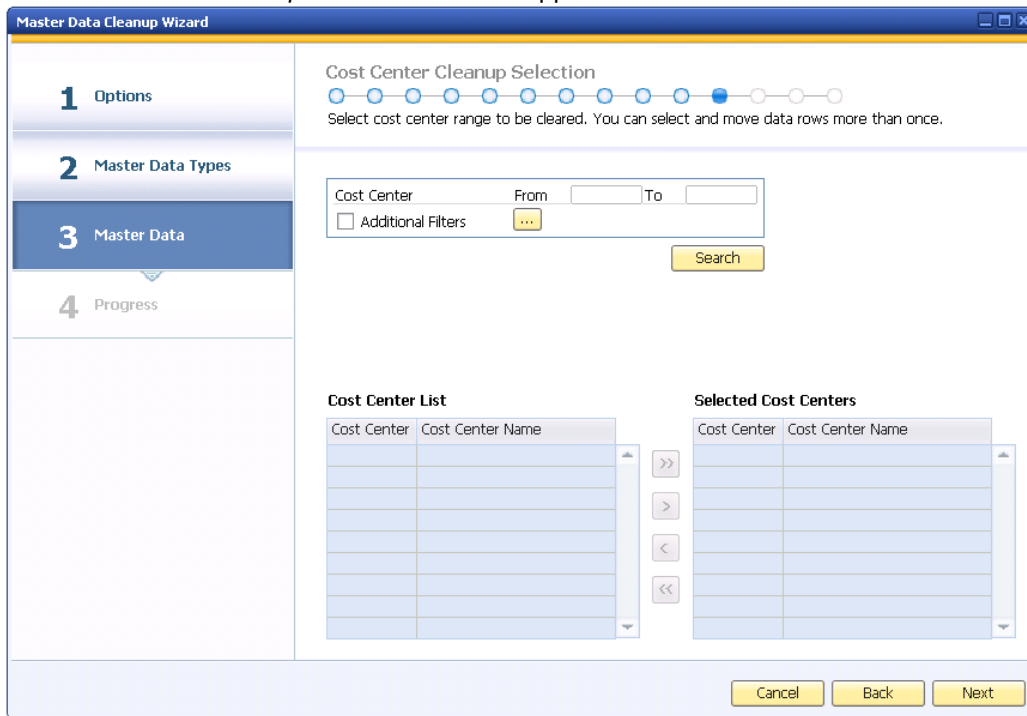 Master Data Cleanup Wizard
1 Options
2 Master Data Types
3 Master Data
4 Progress
Cost Center Cleanup Selection
Select cost center range to be cleared. You can select and move data rows more than once.
Cost Center From To
Additional Filters ...
Search
Cost Center List
Cost Center Cost Center Name
>>
>
<
<<
Selected Cost Centers
Cost Center Cost Center Name
Cancel Back Next